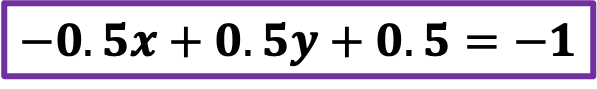 −0.5x + 0.5y + 0.5 = −1